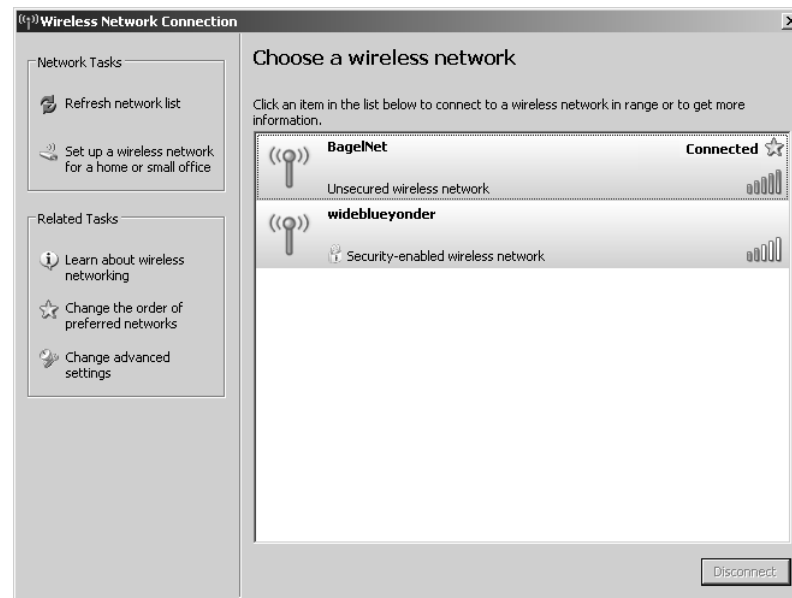 Wireless Network Connection
Network Tasks
Refresh network list
Set up a wireless network
for a home or small office
Related Tasks
Learn about wireless
networking
Change the order of
preferred networks
Change advanced
settings
Choose a wireless network
Click an item in the list below to connect to a wireless network in range or to get more
information.
BagelNet
Connected
Unsecured wireless network
wideblueyonder
Security-enabled wireless network
Disconnect